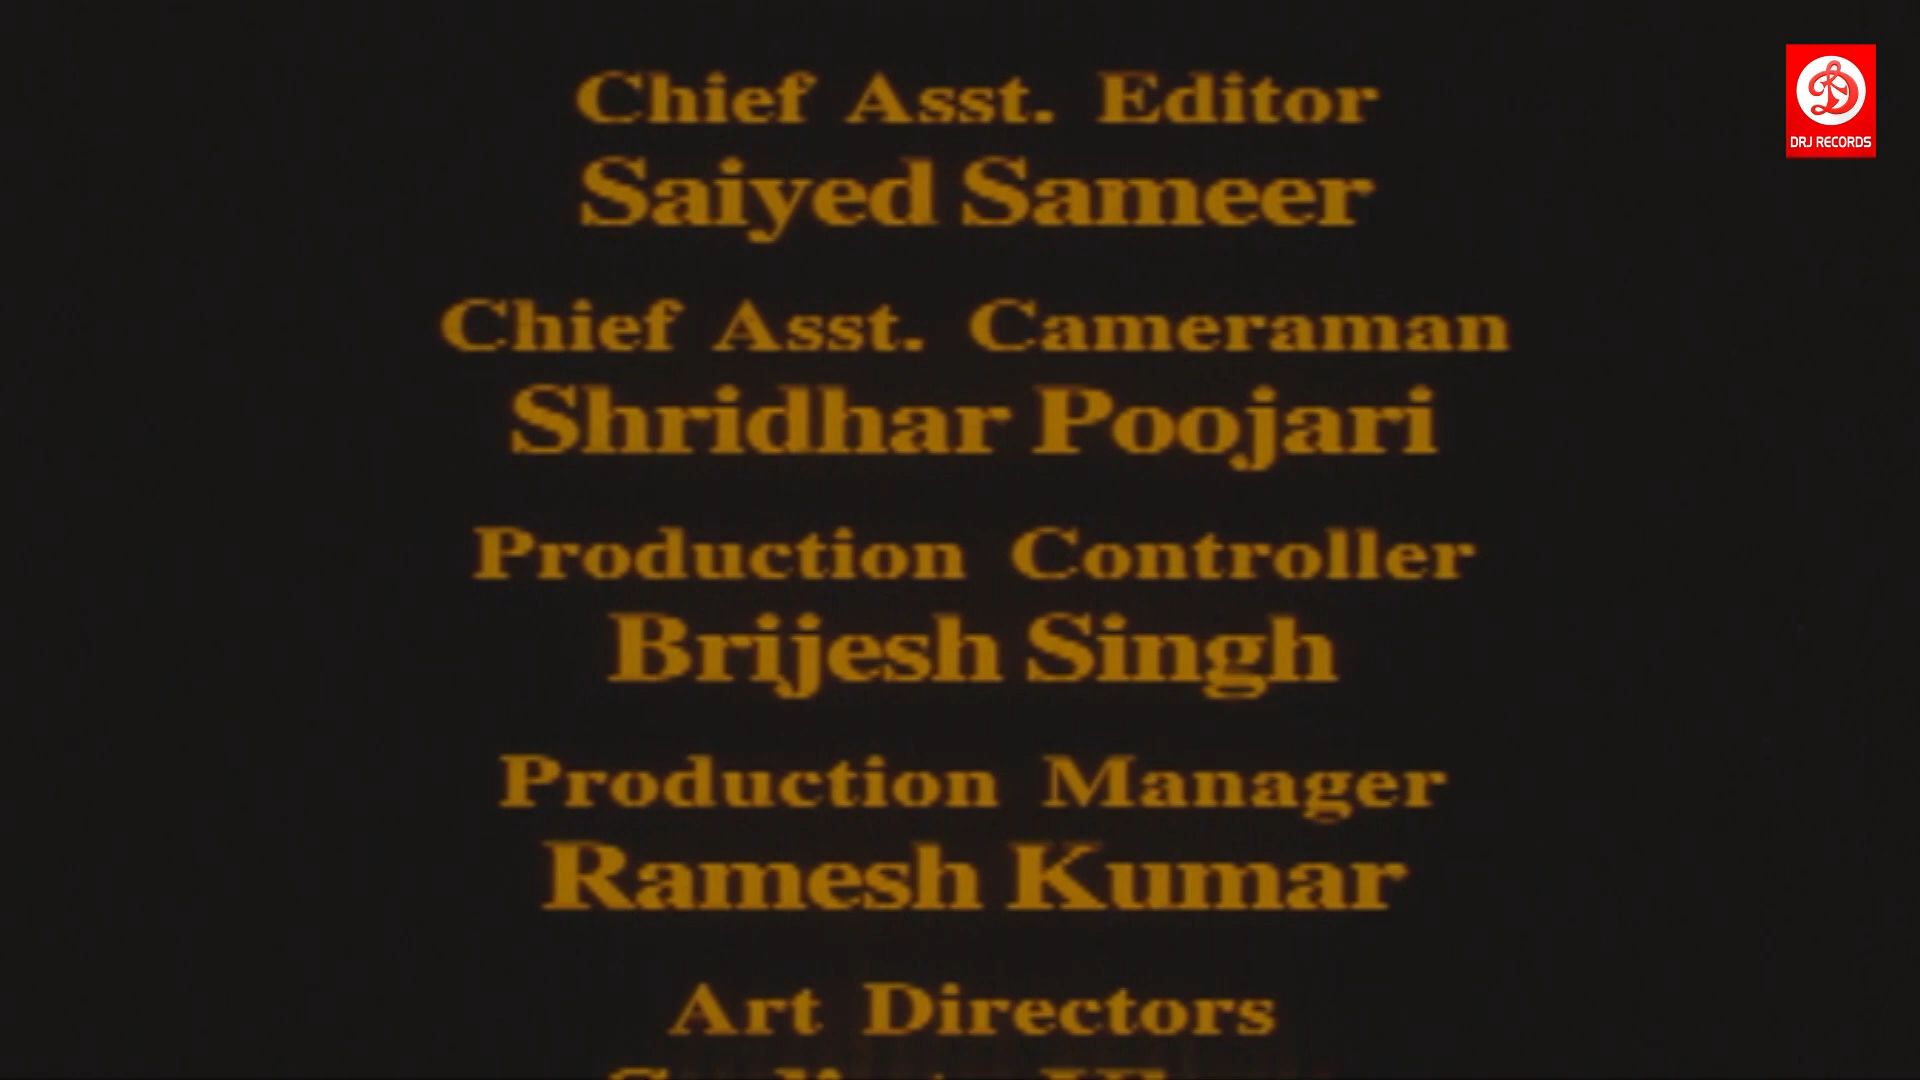 Chief Asst. Editor
Saiyed Sameer
Chief Asst. Cameraman
Shridhar Poojari
Production Controller
Brijesh Singh
Production Manager
Ramesh Kumar
Art Directors
DRJ RECORDS